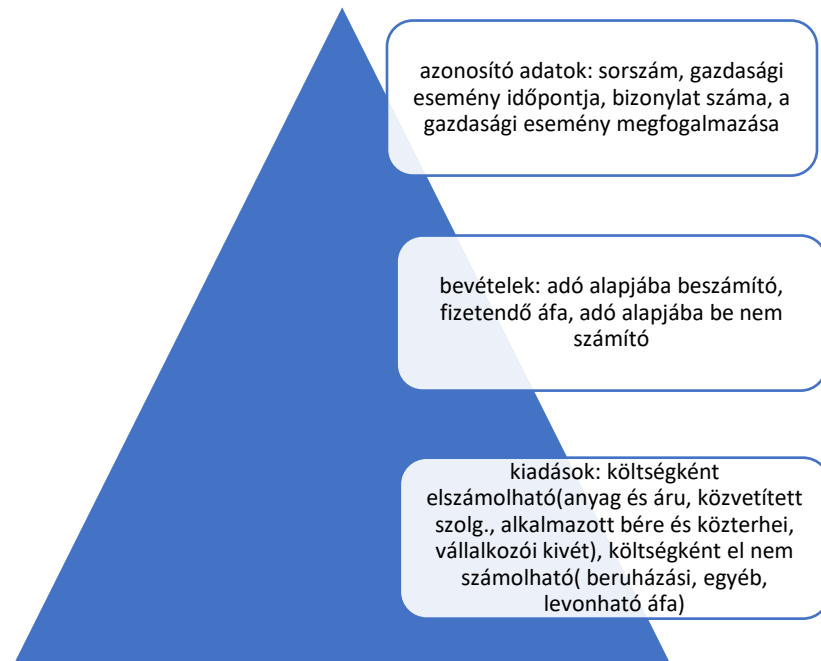 azonosító adatok: sorszám, gazdasági
esemény időpontja, bizonylat száma, a
gazdasági esemény megfogalmazása
bevételek: adó alapjába beszámító,
fizetendő áfa, adó alapjába be nem
számító
kiadások: költségként
elszámolható(anyag és áru, közvetített
szolg., alkalmazott bére és közterhei,
vállalkozói kivét), költségként el nem
számolható( beruházási, egyéb,
levonható áfa)